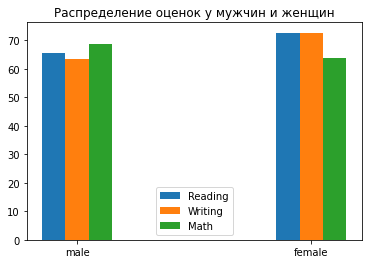 Распределение оценок у мужчин и женщин
70
60
50
40
30
20
10
0
Reading
Writing
Math
male female